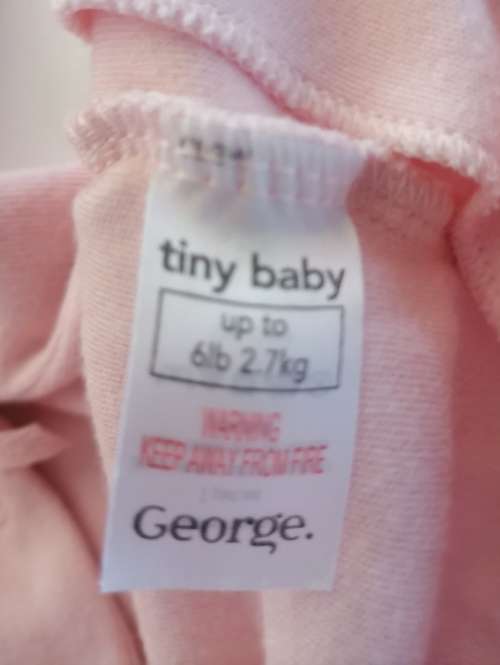 tiny baby
up to
6lb 2.7kg
WARNING
KEEP AWAY FROM FIRE
George.